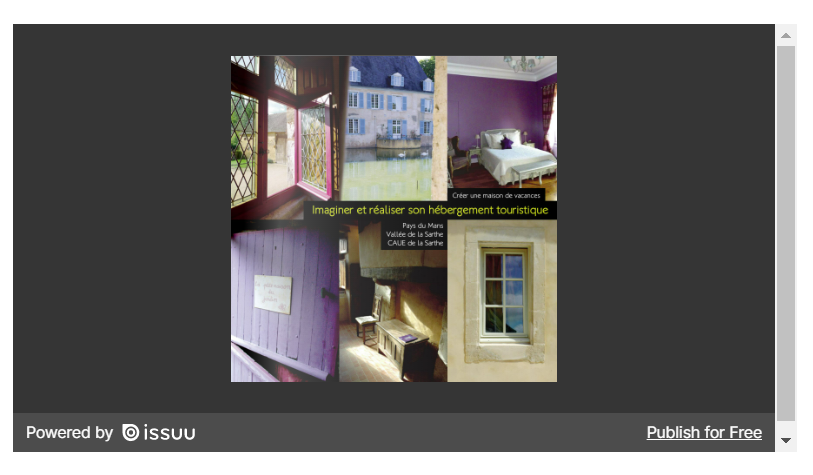 Créer une maison de vacances
Imaginer et réaliser son hébergement touristique
Pays du Mans
Vallée de la Sarthe
CAUE de la Sarthe
Powered by issuu
Publish for Free